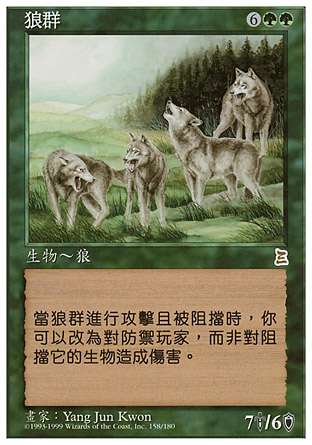 狼群 6
生物～狼
當狼群進行攻擊且被阻擋時，你
可以改為對防禦玩家，而非對阻
擋它的生物造成傷害。
畫家：Yang Jun Kwon
©1993-1999 Wizards of the Coast, Inc. 158/180
7/6